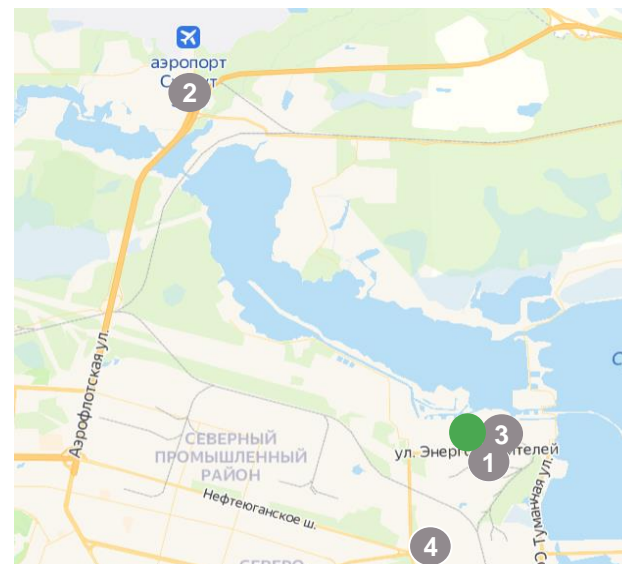 аэропорт
2
Аэрофлотская ул.
СЕВЕРНЫЙ
ПРОМЫШЛЕННЫЙ
РАЙОН
3
1
Нефтеюганское ш.
4